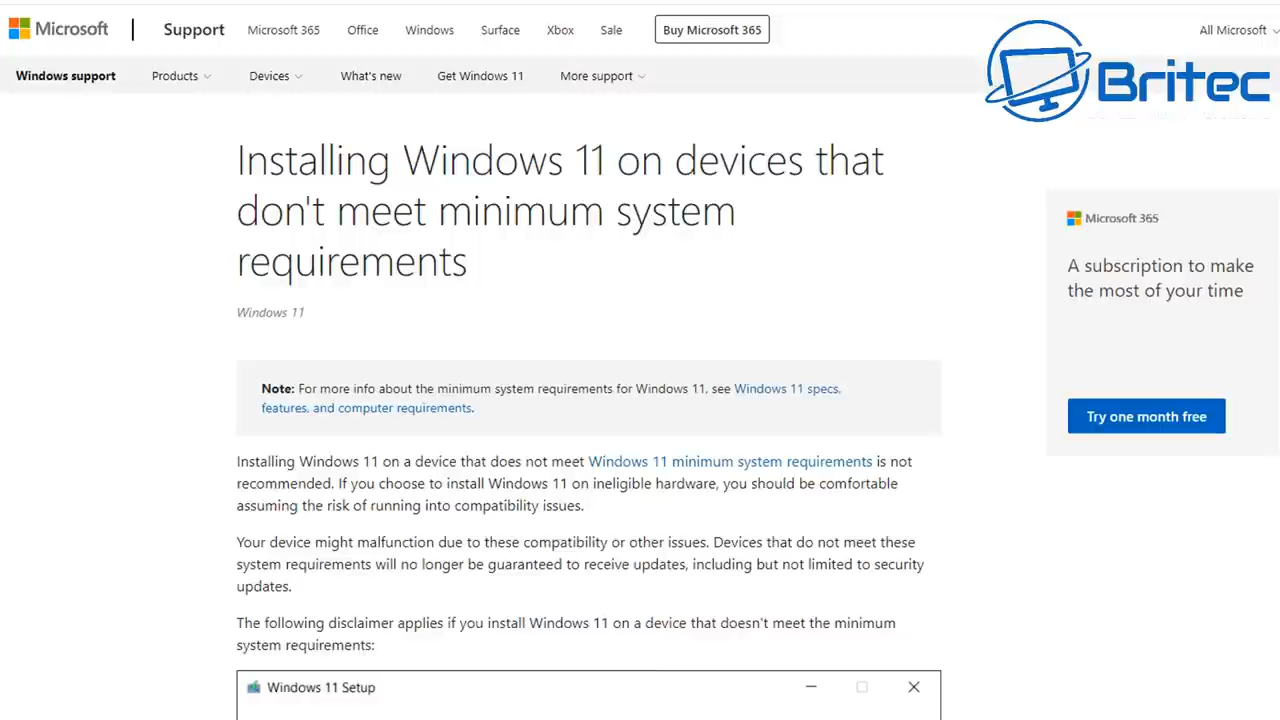 Microsoft | Support Microsoft 365 Office Windows Surface Xbox Sale Buy Microsoft 365 All Microsoft
Windows support Products Devices What's new Get Windows 11 More support
Britec
Installing Windows 11 on devices that
don't meet minimum system
requirements
Windows 11
Note: For more info about the minimum system requirements for Windows 11, see Windows 11 specs,
features, and computer requirements.
Installing Windows 11 on a device that does not meet Windows 11 minimum system requirements is not
recommended. If you choose to install Windows 11 on ineligible hardware, you should be comfortable
assuming the risk of running into compatibility issues.
Your device might malfunction due to these compatibility or other issues. Devices that do not meet these
system requirements will no longer be guaranteed to receive updates, including but not limited to security
updates.
The following disclaimer applies if you install Windows 11 on a device that doesn't meet the minimum
system requirements:
Windows 11 Setup
Microsoft 365
A subscription to make
the most of your time
Try one month free